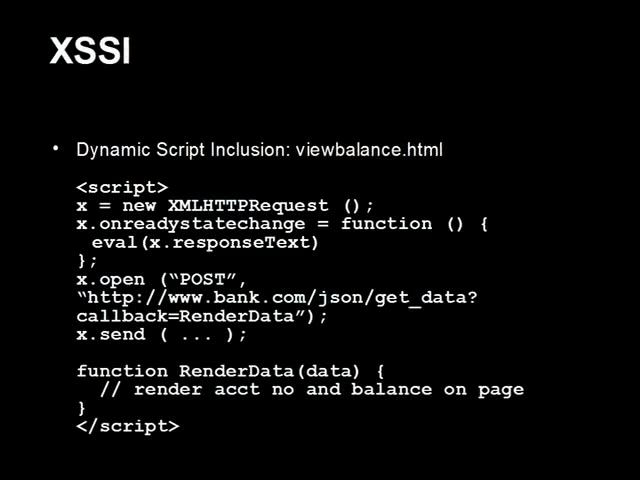 XSSI
• Dynamic Script Inclusion: viewbalance.html
<script>
x = new XMLHTTPRequest ();
x.onreadystatechange = function () {
eval(x.responseText)
};
x.open (“POST”,
“http://www.bank.com/json/get_data?
callback=RenderData”);
x.send ( ... );
function RenderData(data) {
// render acct no and balance on page
}
</script>